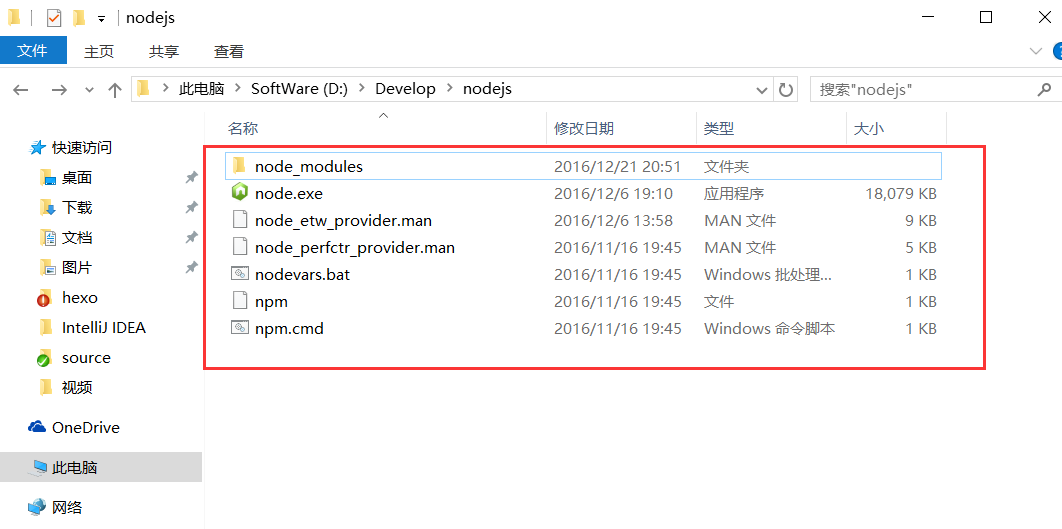 nodejs
文件 主页 共享 查看
此电脑 SoftWare (D:) Develop nodejs 搜索"nodejs"
名称 修改日期 类型 大小
快速访问
桌面
下载
文档
图片
hexo
IntelliJ IDEA
source
视频
OneDrive
此电脑
网络
node_modules 2016/12/21 20:51 文件夹
node.exe 2016/12/6 19:10 应用程序 18,079 KB
node_etw_provider.man 2016/12/6 13:58 MAN 文件 9 KB
node_perfctr_provider.man 2016/11/16 19:45 MAN 文件 5 KB
nodevars.bat 2016/11/16 19:45 Windows 批处理... 1 KB
npm 2016/11/16 19:45 文件 1 KB
npm.cmd 2016/11/16 19:45 Windows 命令脚本 1 KB